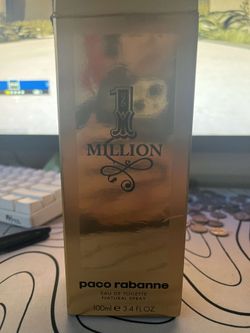 1
MILLION
paco rabanne
EAU DE TOILETTE
NATURAL SPRAY
100ml ℮ 3.4 FL.OZ